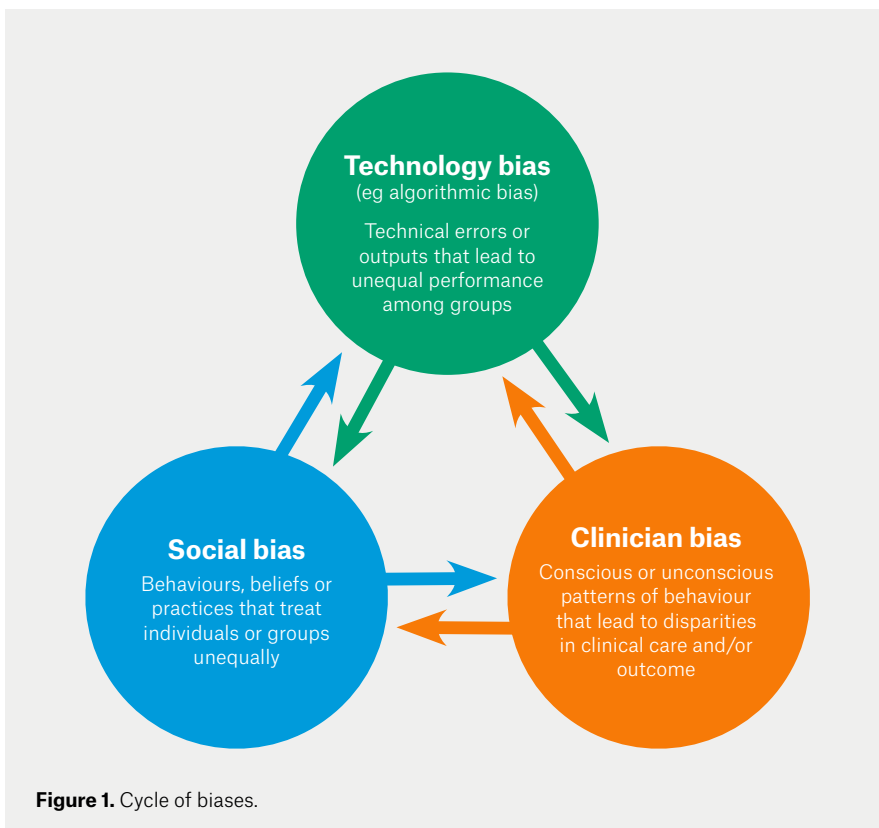 Technology bias
(eg algorithmic bias)
Technical errors or
outputs that lead to
unequal performance
among groups
Social bias
Behaviours, beliefs or
practices that treat
individuals or groups
unequally
Clinician bias
Conscious or unconscious
patterns of behaviour
that lead to disparities
in clinical care and/or
outcome
Figure 1. Cycle of biases.